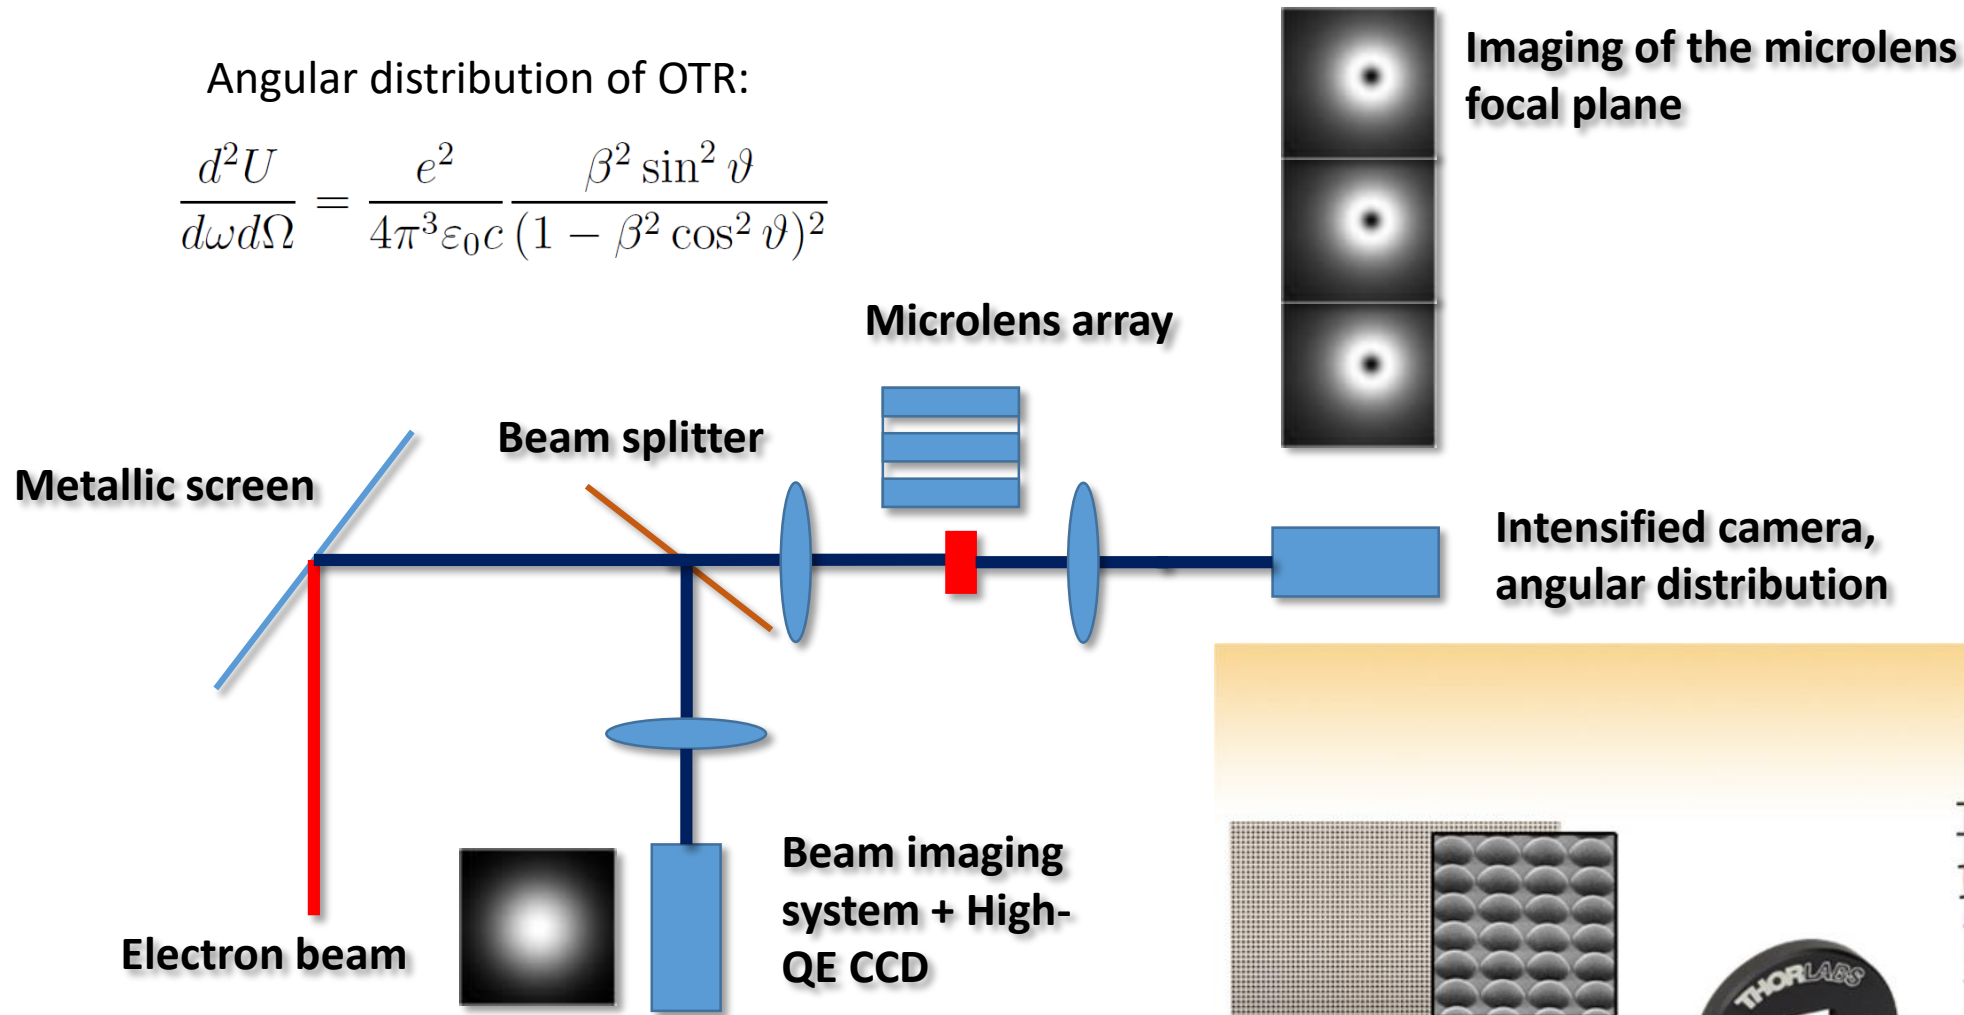 Angular distribution of OTR:
d²U / dωdΩ = e² / 4π³ε₀c β² sin² ϑ / (1 − β² cos² ϑ)²
Imaging of the microlens
focal plane
Microlens array
Beam splitter
Metallic screen
Intensified camera,
angular distribution
Beam imaging
system + High-
QE CCD
Electron beam
THORLABS